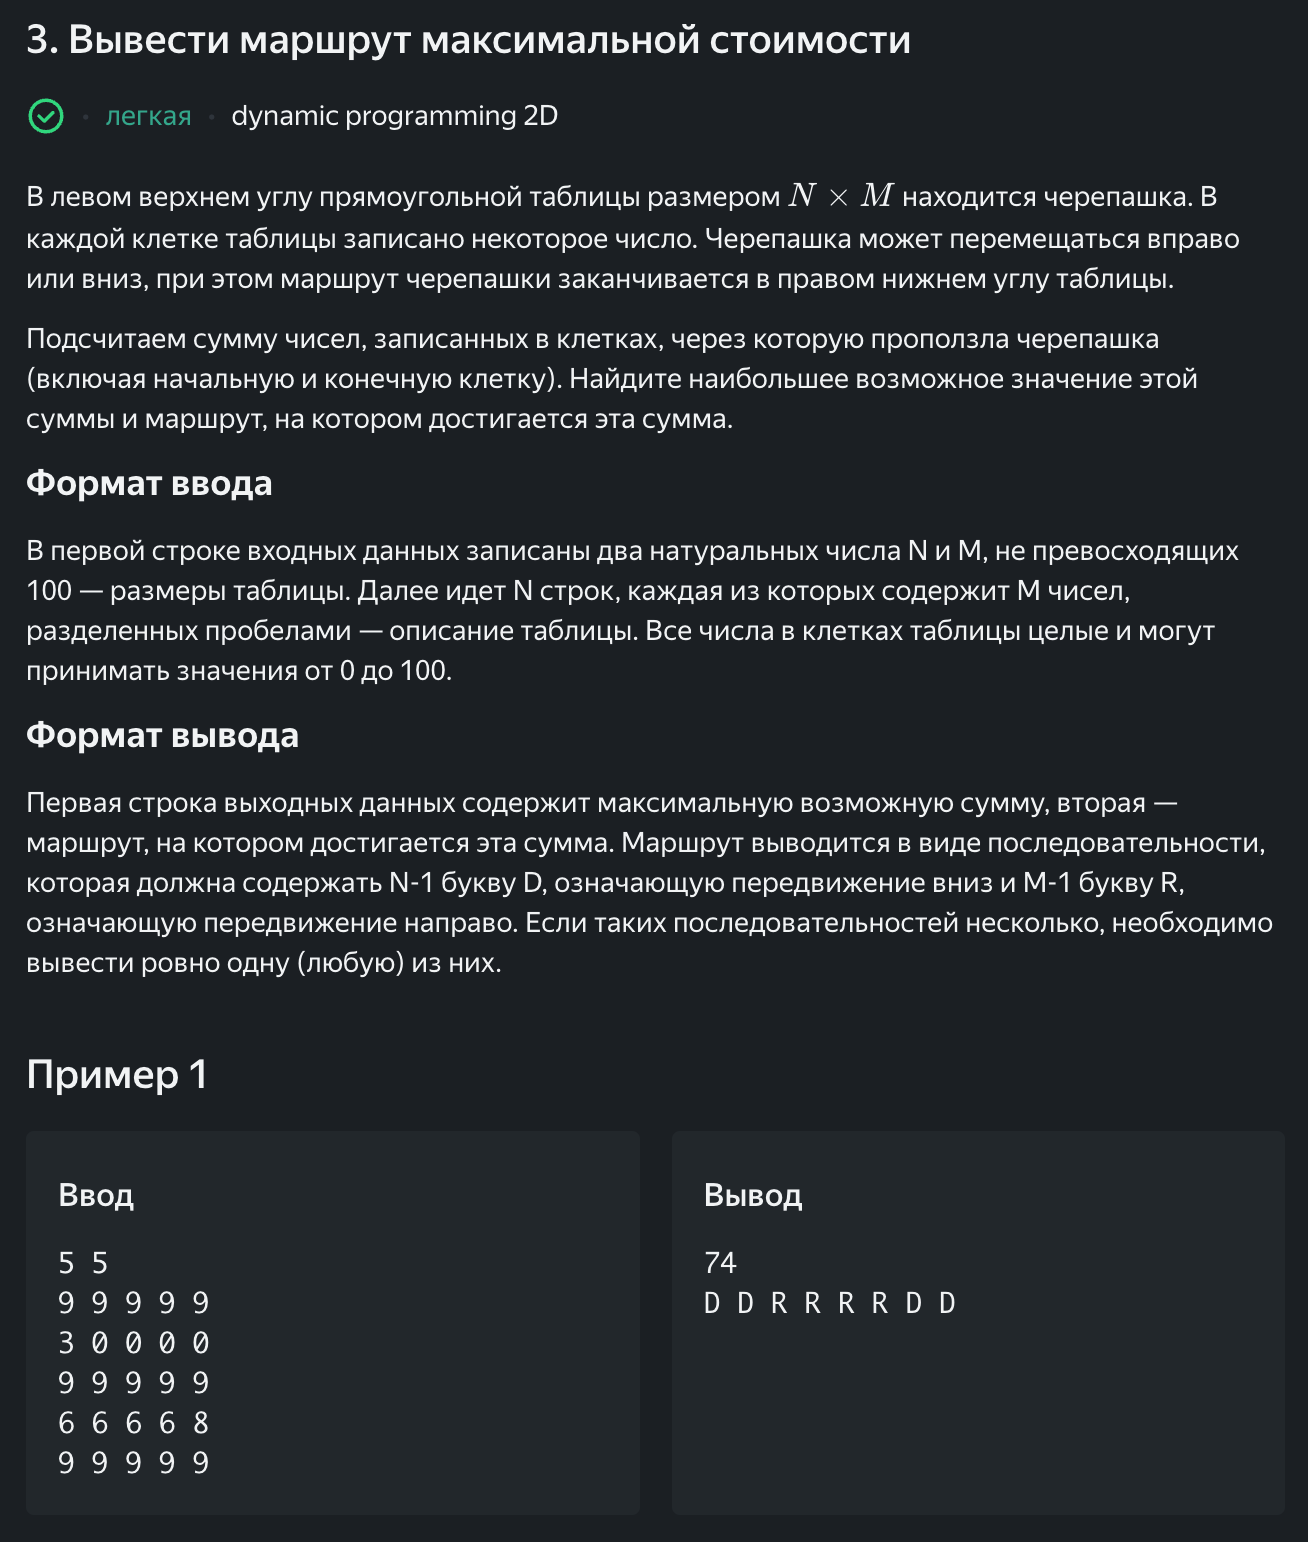 3. Вывести маршрут максимальной стоимости
· легкая · dynamic programming 2D
В левом верхнем углу прямоугольной таблицы размером N × M находится черепашка. В
каждой клетке таблицы записано некоторое число. Черепашка может перемещаться вправо
или вниз, при этом маршрут черепашки заканчивается в правом нижнем углу таблицы.
Подсчитаем сумму чисел, записанных в клетках, через которую проползла черепашка
(включая начальную и конечную клетку). Найдите наибольшее возможное значение этой
суммы и маршрут, на котором достигается эта сумма.
Формат ввода
В первой строке входных данных записаны два натуральных числа N и M, не превосходящих
100 — размеры таблицы. Далее идет N строк, каждая из которых содержит M чисел,
разделенных пробелами — описание таблицы. Все числа в клетках таблицы целые и могут
принимать значения от 0 до 100.
Формат вывода
Первая строка выходных данных содержит максимальную возможную сумму, вторая —
маршрут, на котором достигается эта сумма. Маршрут выводится в виде последовательности,
которая должна содержать N-1 букву D, означающую передвижение вниз и M-1 букву R,
означающую передвижение направо. Если таких последовательностей несколько, необходимо
вывести ровно одну (любую) из них.
Пример 1
Ввод
5 5
9 9 9 9 9
3 0 0 0 0
9 9 9 9 9
6 6 6 6 8
9 9 9 9 9
Вывод
74
D D R R R R D D